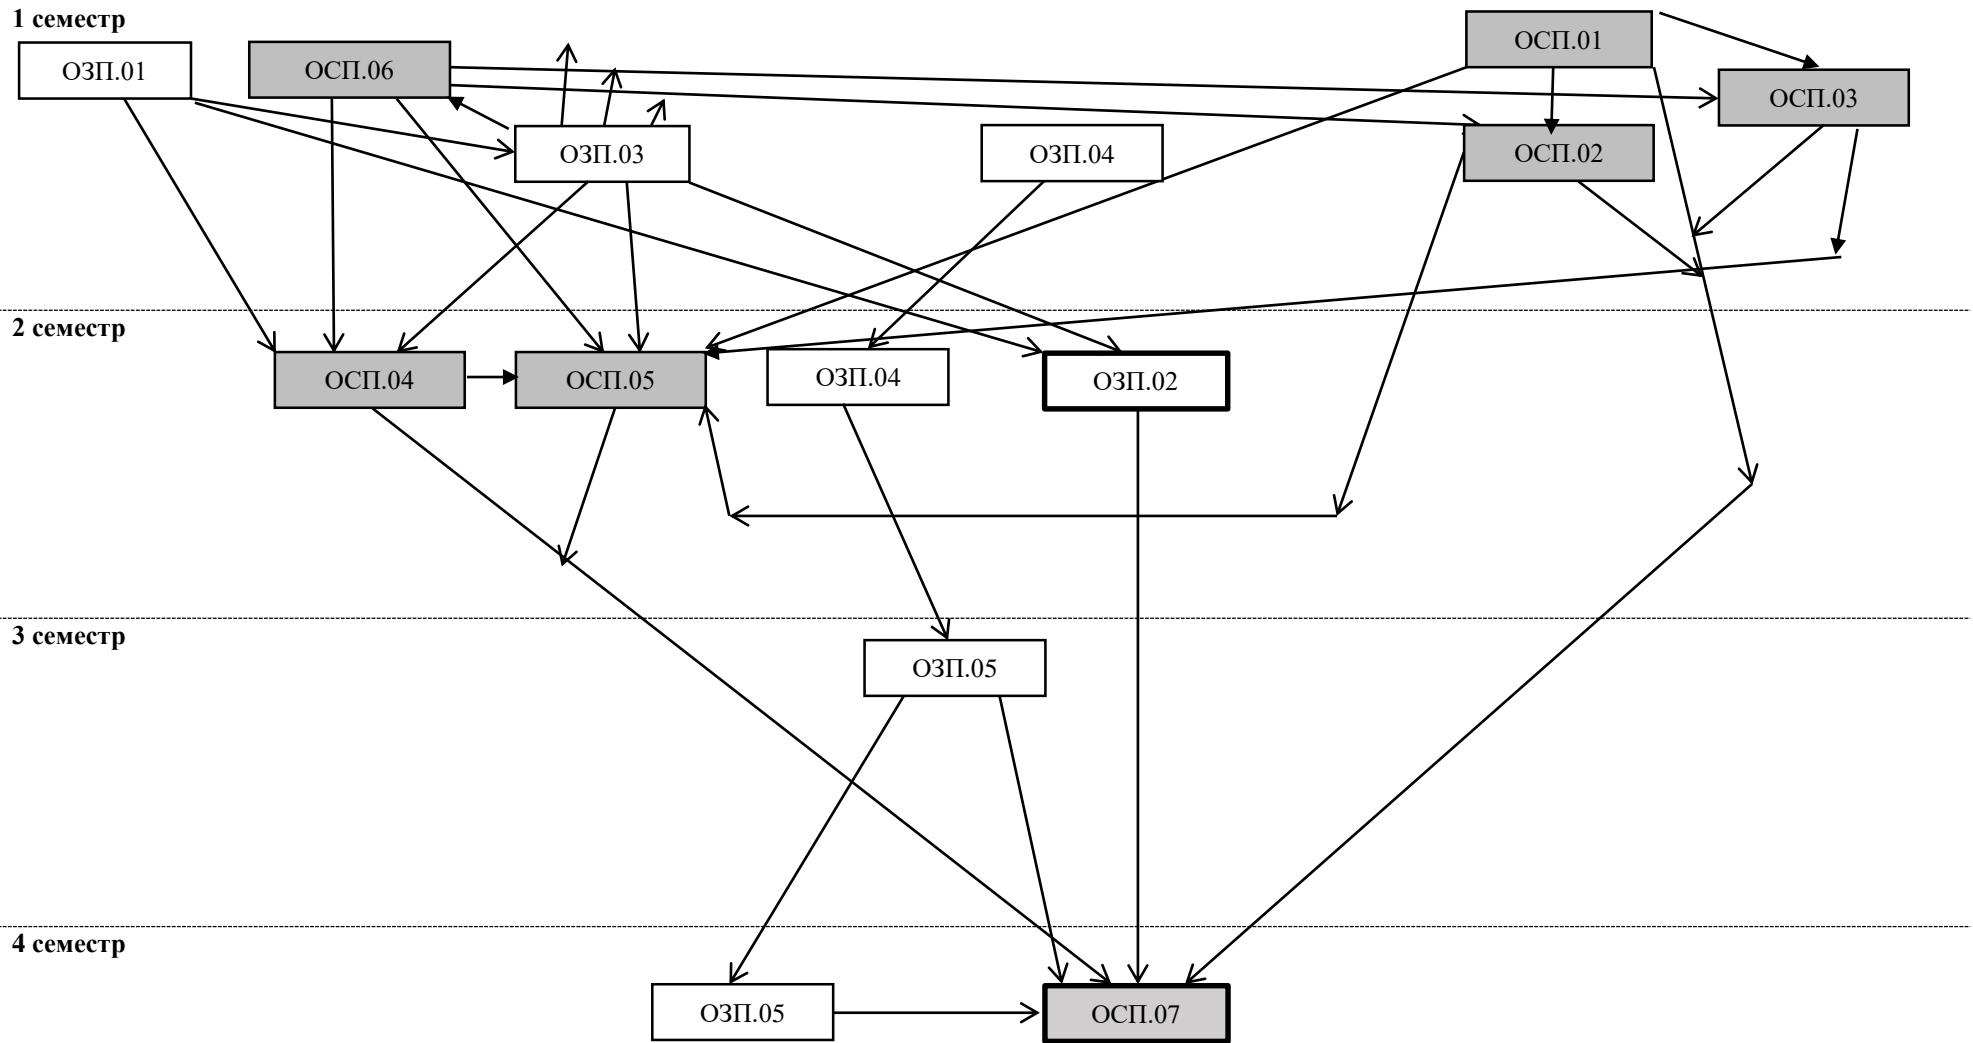 1 семестр
ОЗП.01
ОСП.06
ОЗП.03
ОЗП.04
ОСП.01
ОСП.02
ОСП.03
2 семестр
ОСП.04
ОСП.05
ОЗП.04
ОЗП.02
3 семестр
ОЗП.05
4 семестр
ОЗП.05
ОСП.07